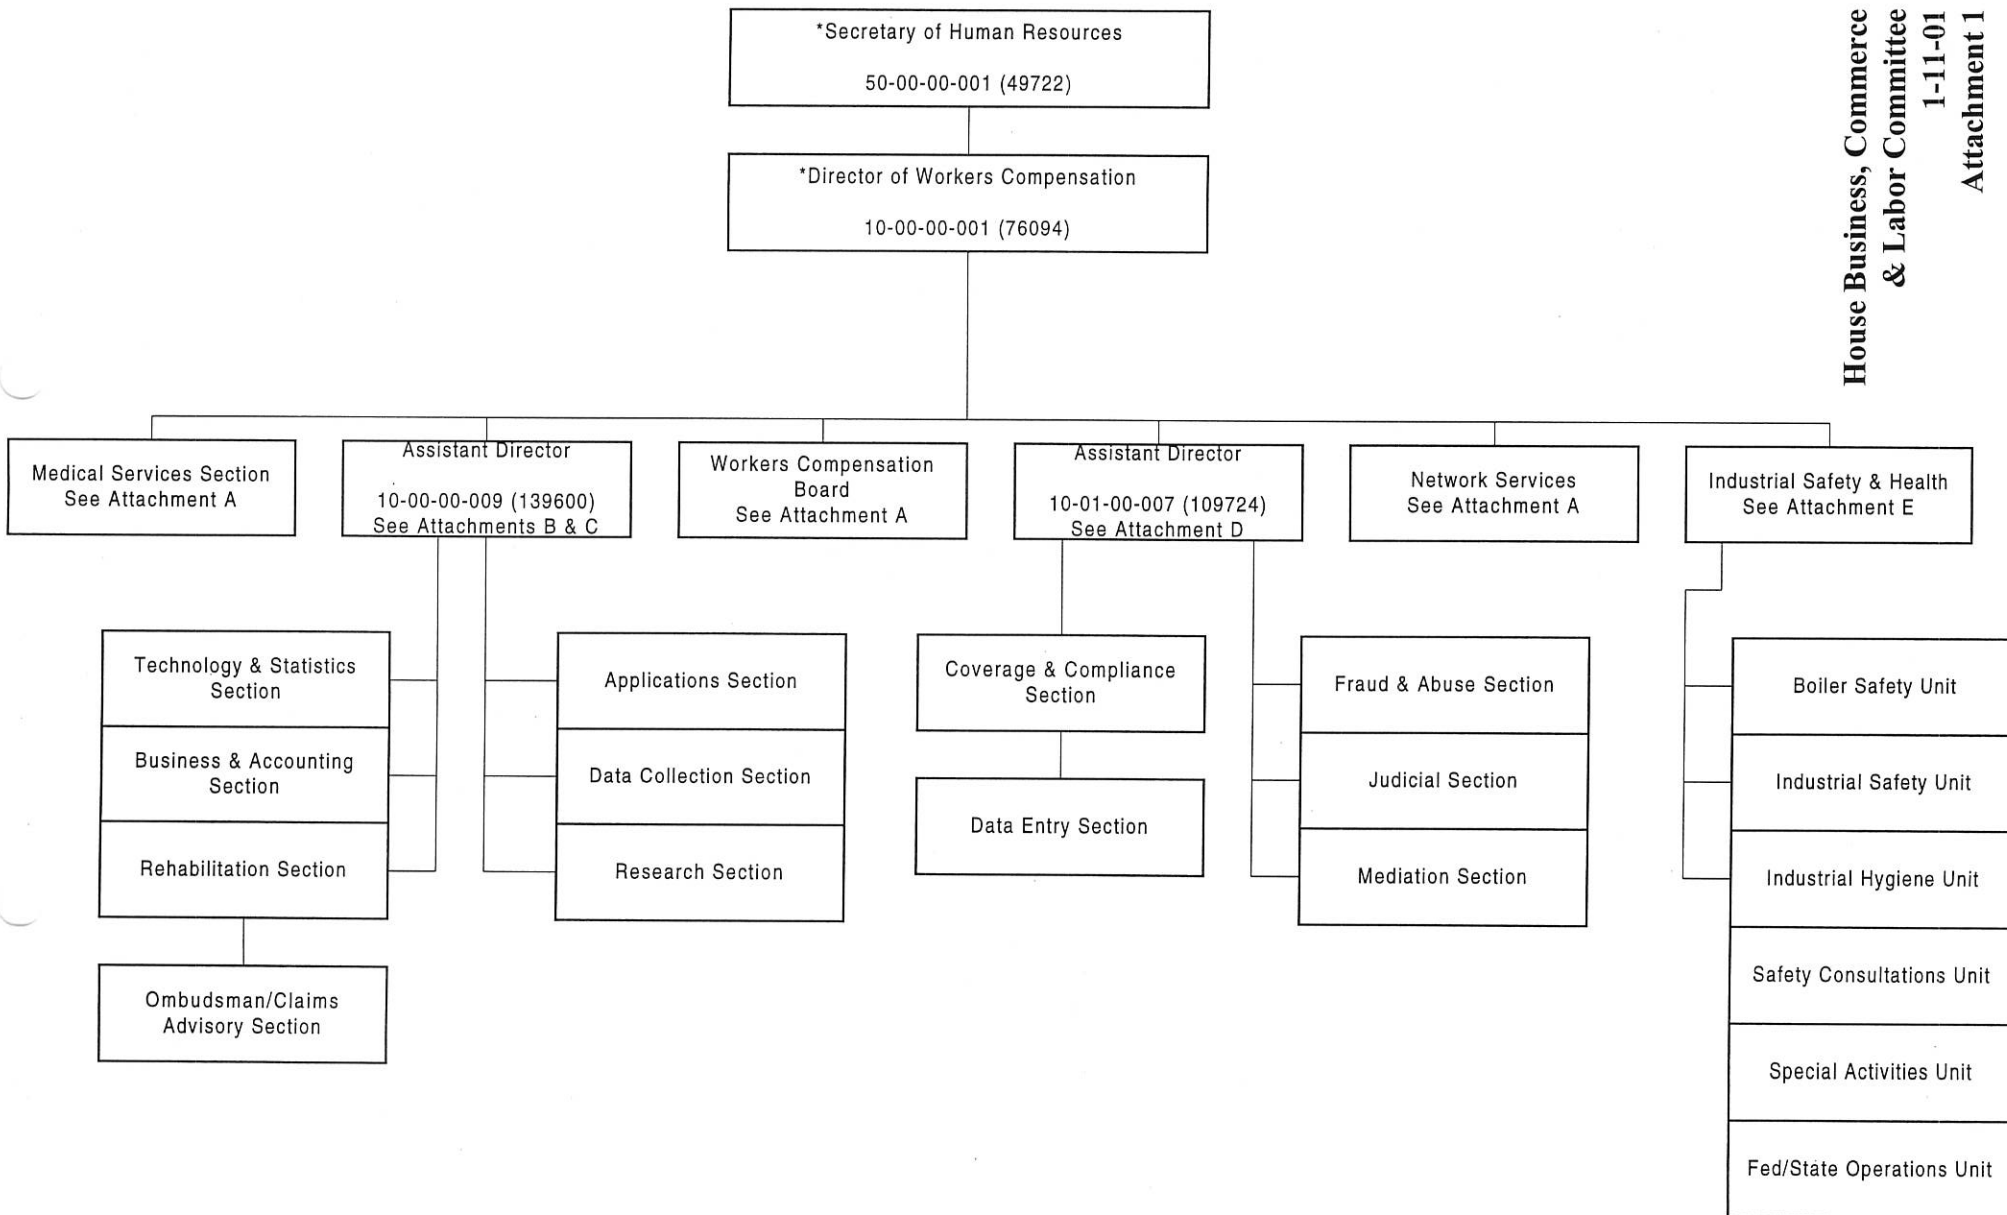 *Secretary of Human Resources
50-00-00-001 (49722)
*Director of Workers Compensation
10-00-00-001 (76094)
House Business, Commerce
& Labor Committee
1-11-01
Attachment 1
Medical Services Section
See Attachment A
Assistant Director
10-00-00-009 (139600)
See Attachments B & C
Workers Compensation
Board
See Attachment A
Assistant Director
10-01-00-007 (109724)
See Attachment D
Network Services
See Attachment A
Industrial Safety & Health
See Attachment E
Technology & Statistics
Section
Business & Accounting
Section
Rehabilitation Section
Ombudsman/Claims
Advisory Section
Applications Section
Data Collection Section
Research Section
Coverage & Compliance
Section
Data Entry Section
Fraud & Abuse Section
Judicial Section
Mediation Section
Boiler Safety Unit
Industrial Safety Unit
Industrial Hygiene Unit
Safety Consultations Unit
Special Activities Unit
Fed/State Operations Unit